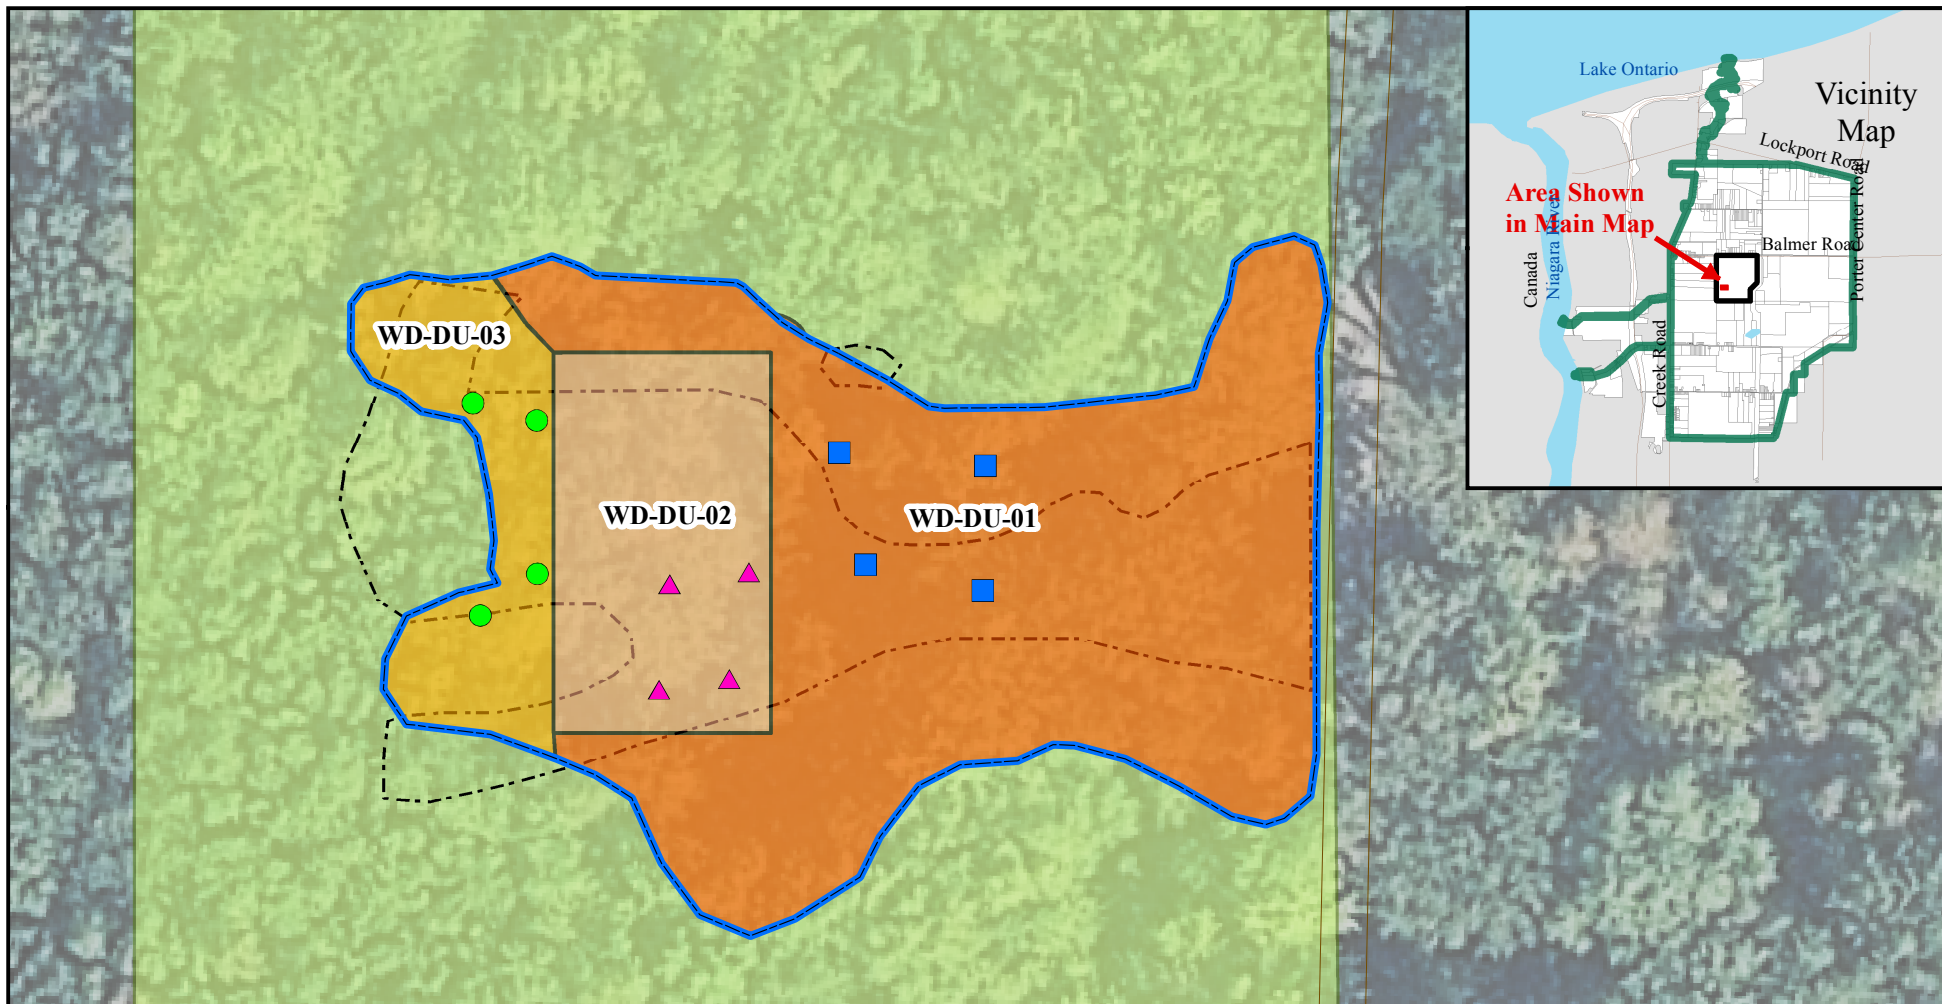 WD-DU-03
WD-DU-02
WD-DU-01
Lake Ontario
Vicinity
Map
Lockport Road
Area Shown
in Main Map
Balmer Road
Porter Center Road
Canada
Niagara River
Creek Road